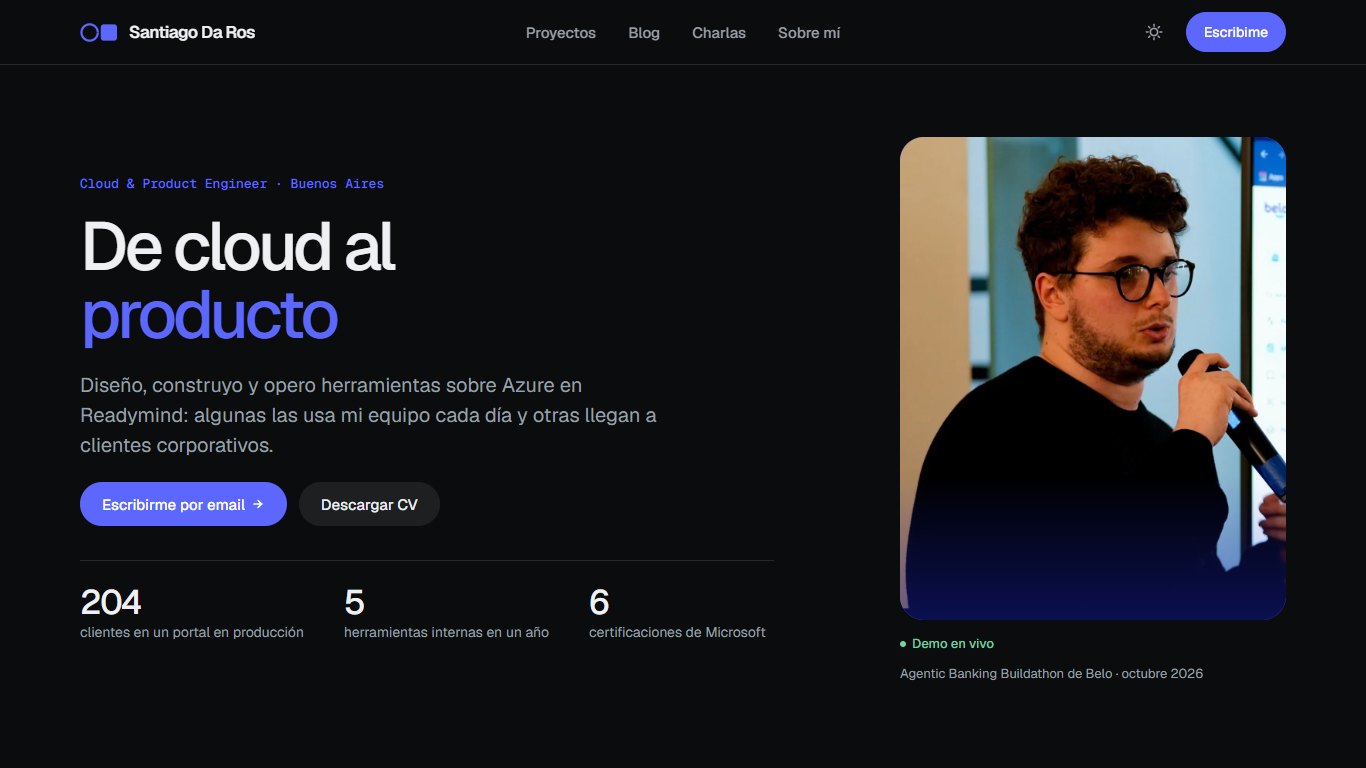 Santiago Da Ros
Proyectos
Blog
Charlas
Sobre mí
Escribime
Cloud & Product Engineer · Buenos Aires
De cloud al
producto
Diseño, construyo y opero herramientas sobre Azure en
Readymind: algunas las usa mi equipo cada día y otras llegan a
clientes corporativos.
Escribirme por email →
Descargar CV
204
clientes en un portal en producción
5
herramientas internas en un año
6
certificaciones de Microsoft
Apps
Demo en vivo
Agentic Banking Buildathon de Belo · octubre 2026